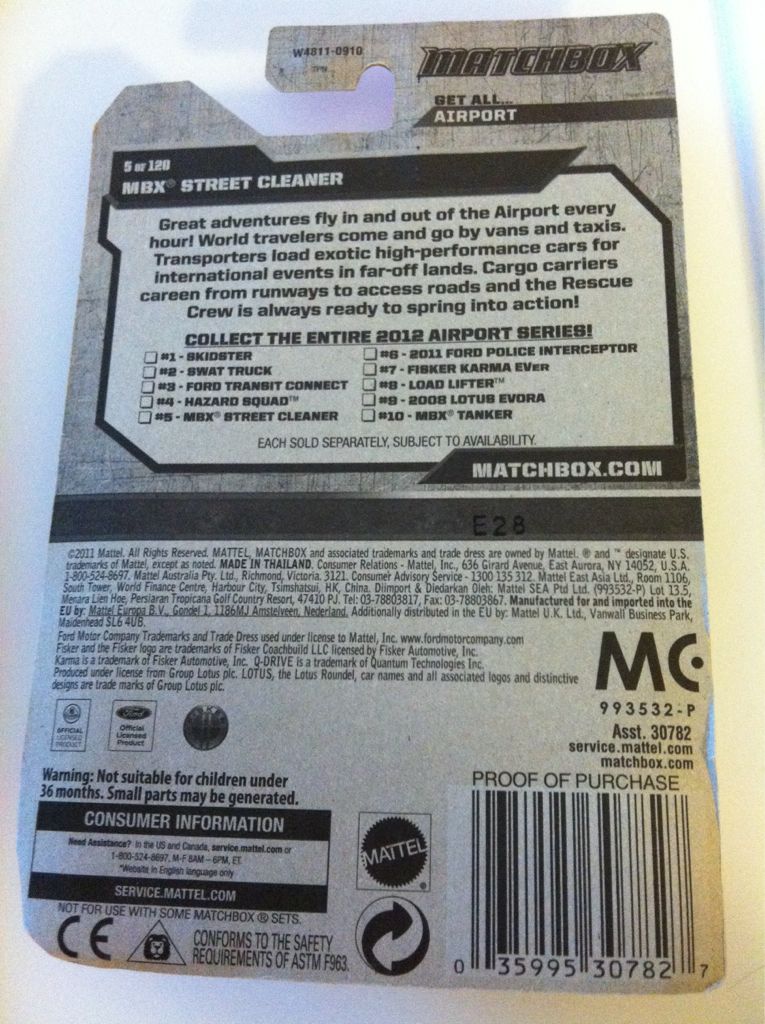 W4811-0910
MATCHBOX
GET ALL...
AIRPORT
5 OF 120
MBX® STREET CLEANER
Great adventures fly in and out of the Airport every
hour! World travelers come and go by vans and taxis.
Transporters load exotic high-performance cars for
international events in far-off lands. Cargo carriers
careen from runways to access roads and the Rescue
Crew is always ready to spring into action!
COLLECT THE ENTIRE 2012 AIRPORT SERIES!
#1 - SKIDSTER
#2 - SWAT TRUCK
#3 - FORD TRANSIT CONNECT
#4 - HAZARD SQUAD™
#5 - MBX® STREET CLEANER
#6 - 2011 FORD POLICE INTERCEPTOR
#7 - FISKER KARMA EVER
#8 - LOAD LIFTER™
#9 - 2008 LOTUS EVORA
#10 - MBX® TANKER
EACH SOLD SEPARATELY, SUBJECT TO AVAILABILITY.
MATCHBOX.COM
E28
©2011 Mattel. All Rights Reserved. MATTEL, MATCHBOX and associated trademarks and trade dress are owned by Mattel. ® and ™ designate U.S.
trademarks of Mattel, except as noted. MADE IN THAILAND. Consumer Relations - Mattel, Inc., 636 Girard Avenue, East Aurora, NY 14052, U.S.A.
1-800-524-8697. Mattel Australia Pty. Ltd., Richmond, Victoria. 3121. Consumer Advisory Service - 1300 135 312. Mattel East Asia Ltd., Room 1106,
South Tower, World Finance Centre, Harbour City, Tsimshatsui, HK, China. Diimport & Diedarkan Oleh: Mattel SEA Ptd Ltd. (993532-P) Lot 13.5,
Menara Lien Hoe, Persiaran Tropicana Golf Country Resort, 47410 PJ. Tel: 03-78803817, Fax: 03-78803867. Manufactured for and imported into the
EU by: Mattel Europa B.V., Gondel 1, 1186MJ Amstelveen, Nederland. Additionally distributed in the EU by: Mattel U.K. Ltd., Vanwall Business Park,
Maidenhead SL6 4UB.
Ford Motor Company Trademarks and Trade Dress used under license to Mattel, Inc. www.fordmotorcompany.com
Fisker and the Fisker logo are trademarks of Fisker Coachbuild LLC licensed by Fisker Automotive, Inc.
Karma is a trademark of Fisker Automotive, Inc. Q-DRIVE is a trademark of Quantum Technologies Inc.
Produced under license from Group Lotus plc. LOTUS, the Lotus Roundel, car names and all associated logos and distinctive
designs are trade marks of Group Lotus plc.
MC
993532-P
Asst. 30782
service.mattel.com
matchbox.com
OFFICIAL
LICENSED
PRODUCT
Ford
Official
Licensed
Product
Warning: Not suitable for children under
36 months. Small parts may be generated.
CONSUMER INFORMATION
Need Assistance? In the US and Canada, service.mattel.com or
1-800-524-8697, M-F 8AM – 6PM, ET.
*Website in English language only
SERVICE.MATTEL.COM
NOT FOR USE WITH SOME MATCHBOX ® SETS.
CE
CONFORMS TO THE SAFETY
REQUIREMENTS OF ASTM F963.
MATTEL®
PROOF OF PURCHASE
0 35995 30782 7